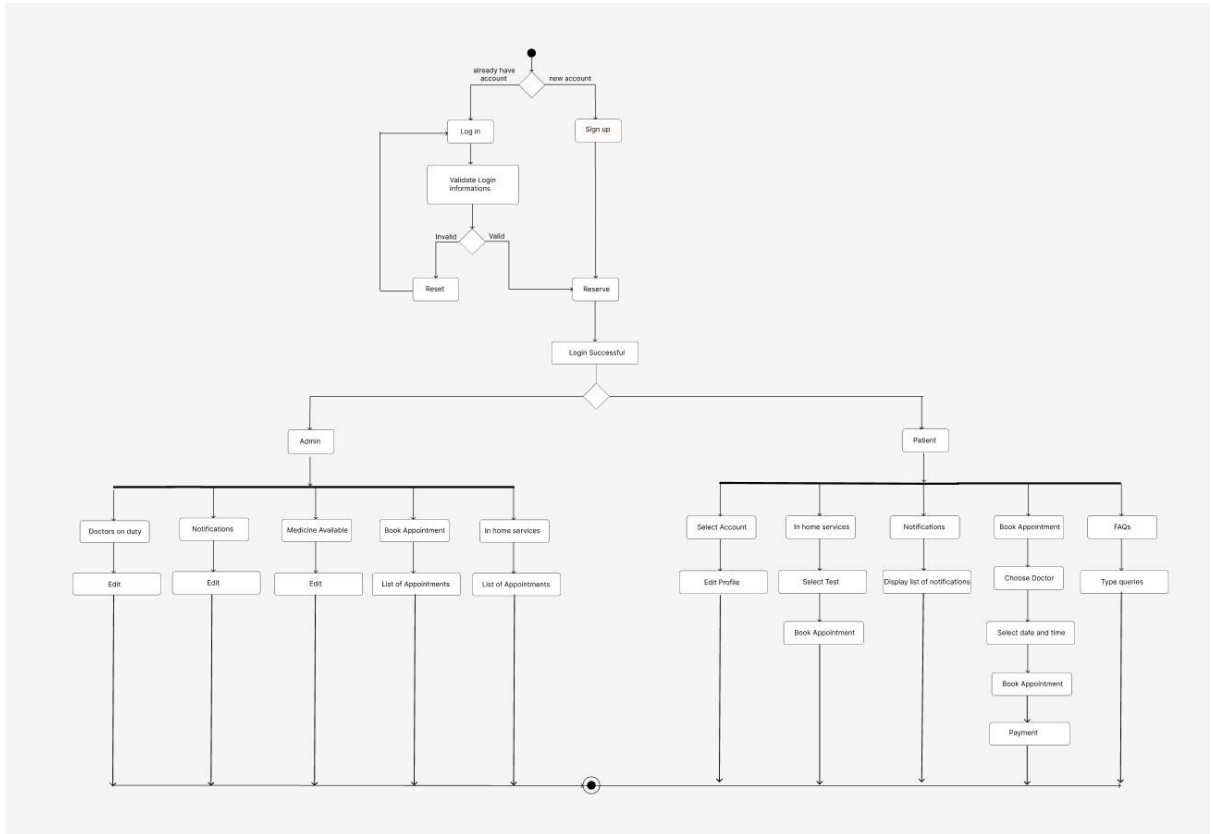 already have
account
new account
Log in
Sign up
Validate Login
informations
Invalid
Valid
Reset
Reserve
Login Successful
Admin
Patient
Doctors on duty
Notifications
Medicine Available
Book Appointment
In home services
Select Account
In home services
Notifications
Book Appointment
FAQs
Edit
Edit
Edit
List of Appointments
List of Appointments
Edit Profile
Select Test
Display list of notifications
Choose Doctor
Type queries
Book Appointment
Select date and time
Book Appointment
Payment